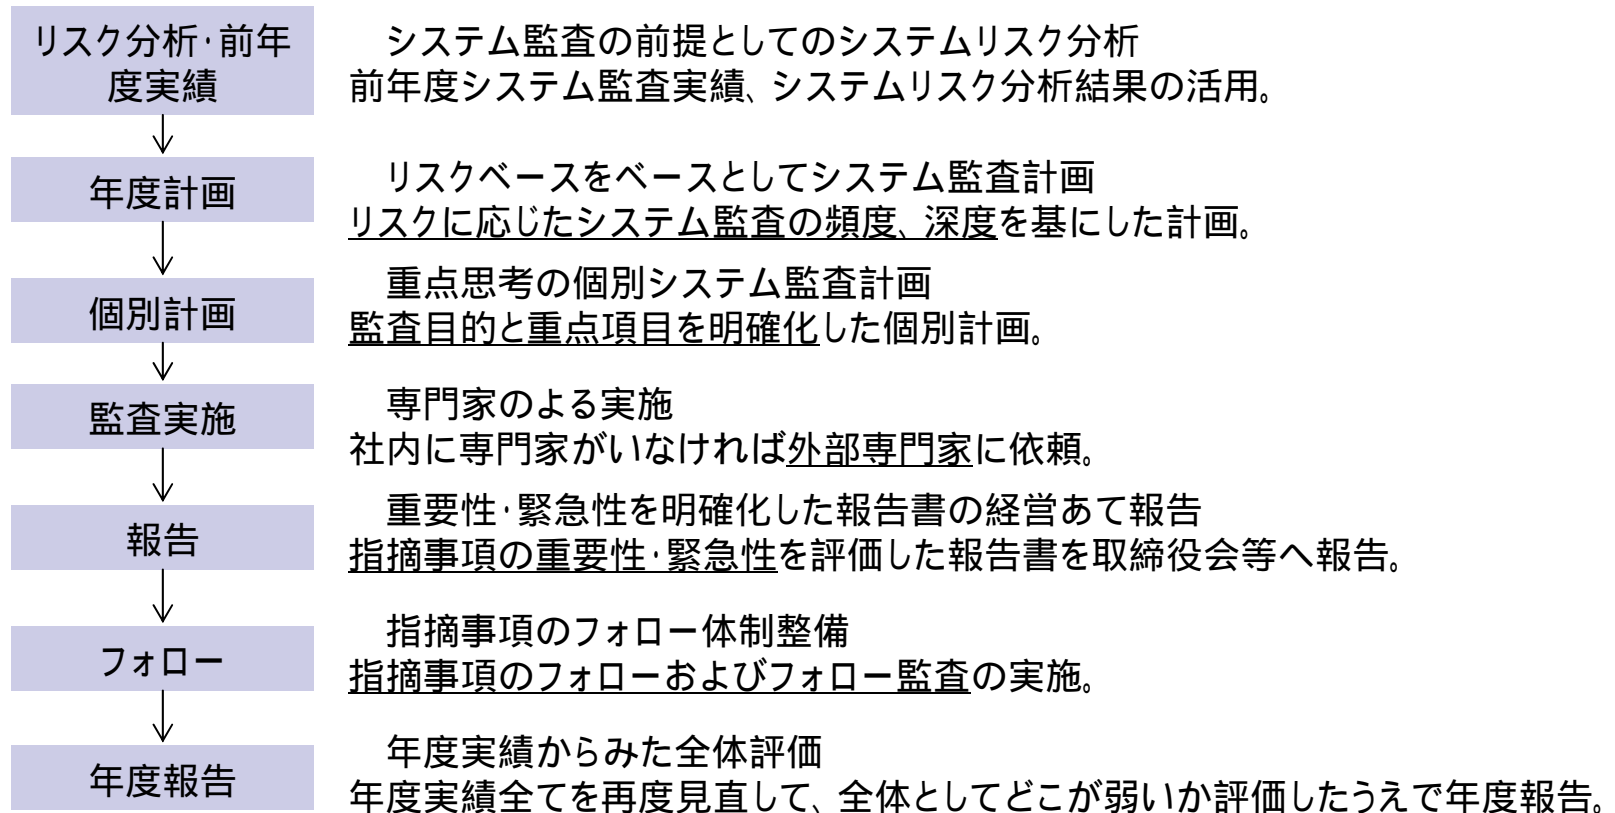 リスク分析・前年
度実績
システム監査の前提としてのシステムリスク分析
前年度システム監査実績、システムリスク分析結果の活用。
年度計画
リスクベースをベースとしてシステム監査計画
リスクに応じたシステム監査の頻度、深度を基にした計画。
個別計画
重点思考の個別システム監査計画
監査目的と重点項目を明確化した個別計画。
監査実施
専門家のよる実施
社内に専門家がいなければ外部専門家に依頼。
報告
重要性・緊急性を明確化した報告書の経営あて報告
指摘事項の重要性・緊急性を評価した報告書を取締役会等へ報告。
フォロー
指摘事項のフォロー体制整備
指摘事項のフォローおよびフォロー監査の実施。
年度報告
年度実績からみた全体評価
年度実績全てを再度見直して、全体としてどこが弱いか評価したうえで年度報告。